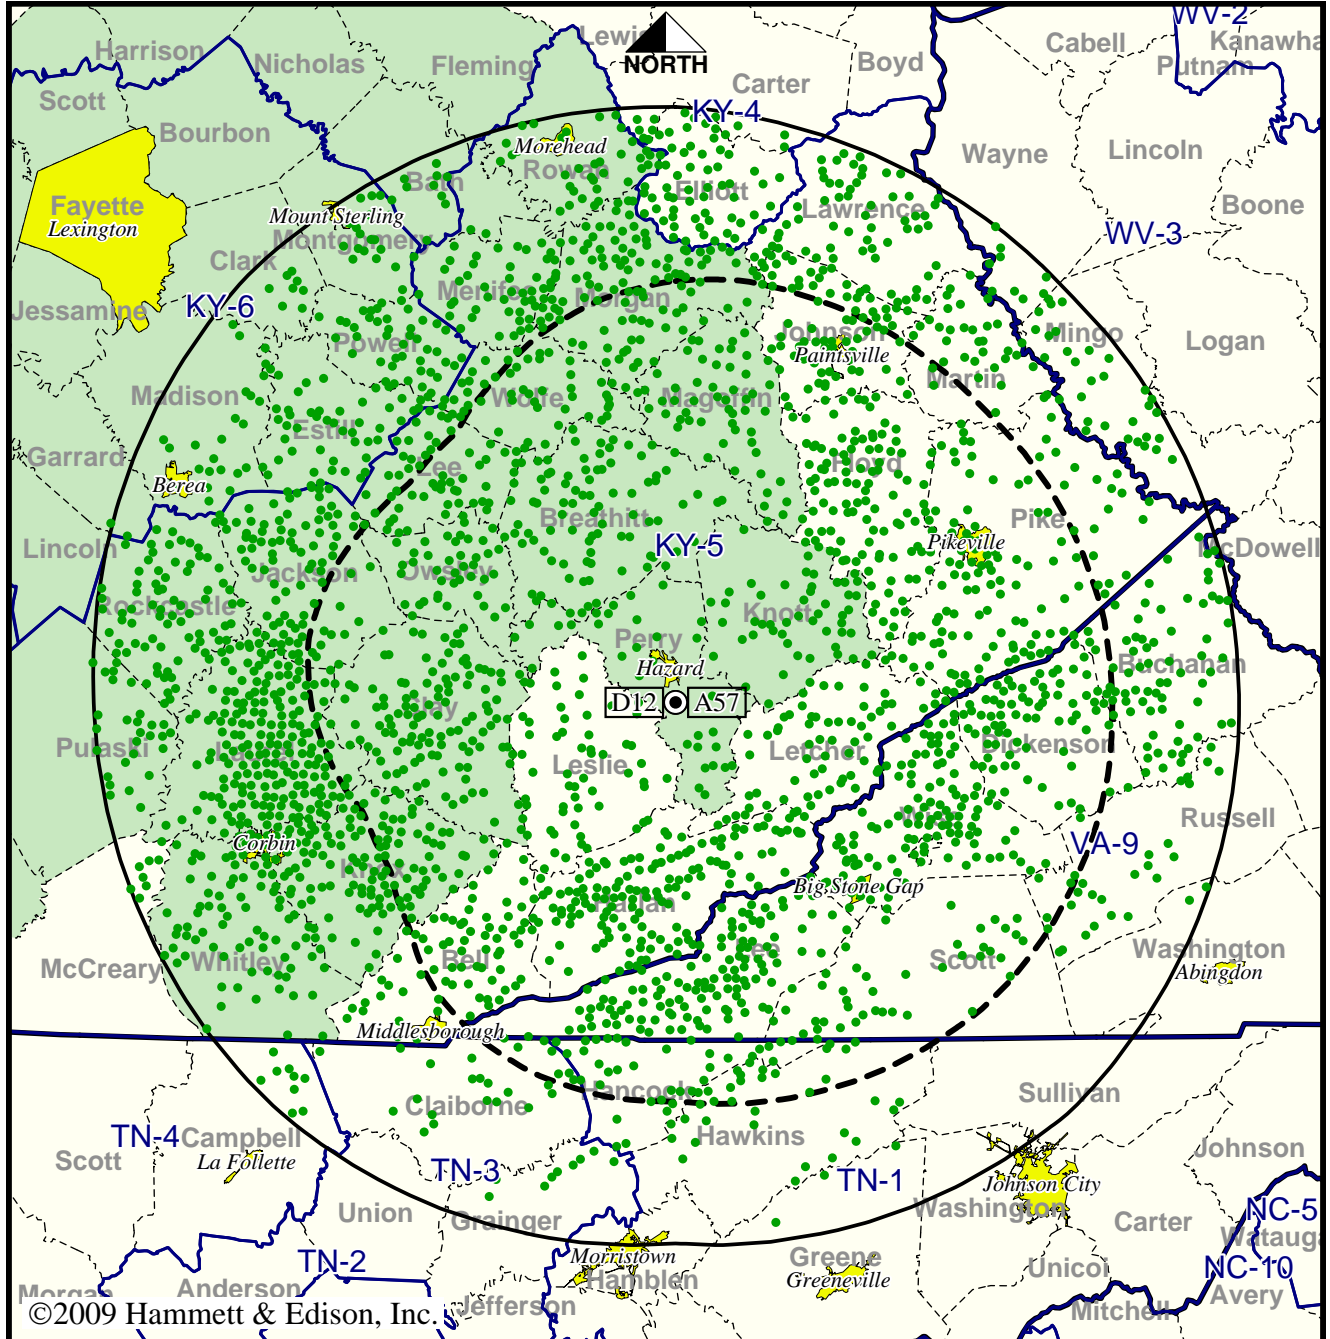 WV-2
Lewis
Harrison
Nicholas
Fleming
NORTH
Boyd
Cabell
Kanawha
Putnam
Carter
Scott
Bourbon
KY-4
Morehead
Rowan
Wayne
Lincoln
Bath
Elliott
Fayette
Lexington
Mount Sterling
Montgomery
Lawrence
Boone
WV-3
Clark
Jessamine
KY-6
Menifee
Morgan
Powell
Johnson
Paintsville
Mingo
Logan
Madison
Wolfe
Magoffin
Martin
Estill
Garrard
Lee
Floyd
Berea
Breathitt
Pike
Pikeville
Lincoln
KY-5
McDowell
Jackson
Owsley
Rockcastle
Knott
Perry
Hazard
Buchanan
D12
A57
Clay
Pulaski
Laurel
Leslie
Letcher
Dickenson
Wise
Russell
Corbin
VA-9
Knox
Big Stone Gap
Harlan
McCreary
Whitley
Bell
Lee
Scott
Washington
Abingdon
Middlesborough
Hancock
Sullivan
Claiborne
TN-4
Campbell
Hawkins
Johnson
Scott
La Follette
TN-3
TN-1
Johnson City
Washington
Union
Grainger
Carter
NC-5
Watauga
TN-2
Morristown
Hamblen
Greene
Greeneville
Unicoi
NC-10
Morgan
Anderson
Jefferson
Avery
Mitchell
©2009 Hammett & Edison, Inc.